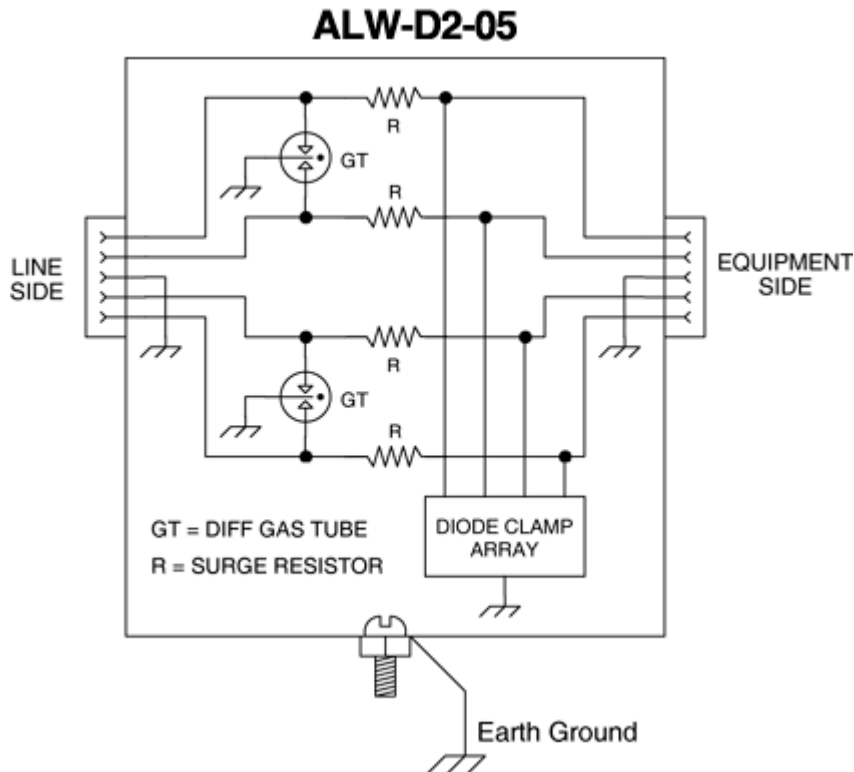 ALW-D2-05
R
GT
R
LINE
SIDE
EQUIPMENT
SIDE
R
GT
R
GT = DIFF GAS TUBE
R = SURGE RESISTOR
DIODE CLAMP
ARRAY
Earth Ground